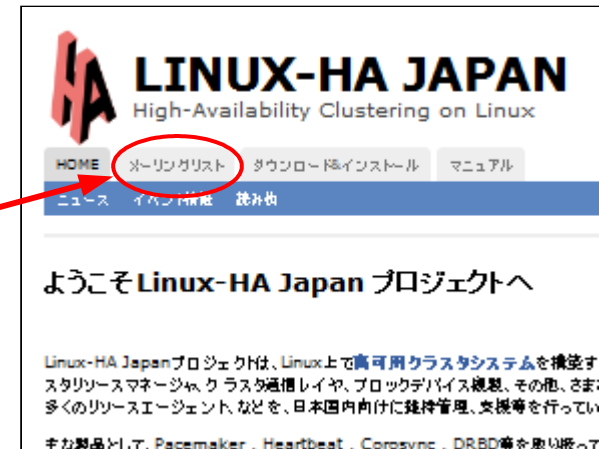 LINUX-HA JAPAN
High-Availability Clustering on Linux
HOME メーリングリスト ダウンロード&インストール マニュアル
ニュース イベント情報 読み物
ようこそLinux-HA Japan プロジェクトへ
Linux-HA Japanプロジェクトは、Linux上で高可用クラスタシステムを構築す
スタリソースマネージャ、クラスタ通信レイヤ、ブロックデバイス複製、その他、さま
多くのリソースエージェント、などを、日本国内向けに維持管理、支援等を行ってい
主な製品として、Pacemaker , Heartbeat , Corosync , DRBD等を取り扱って